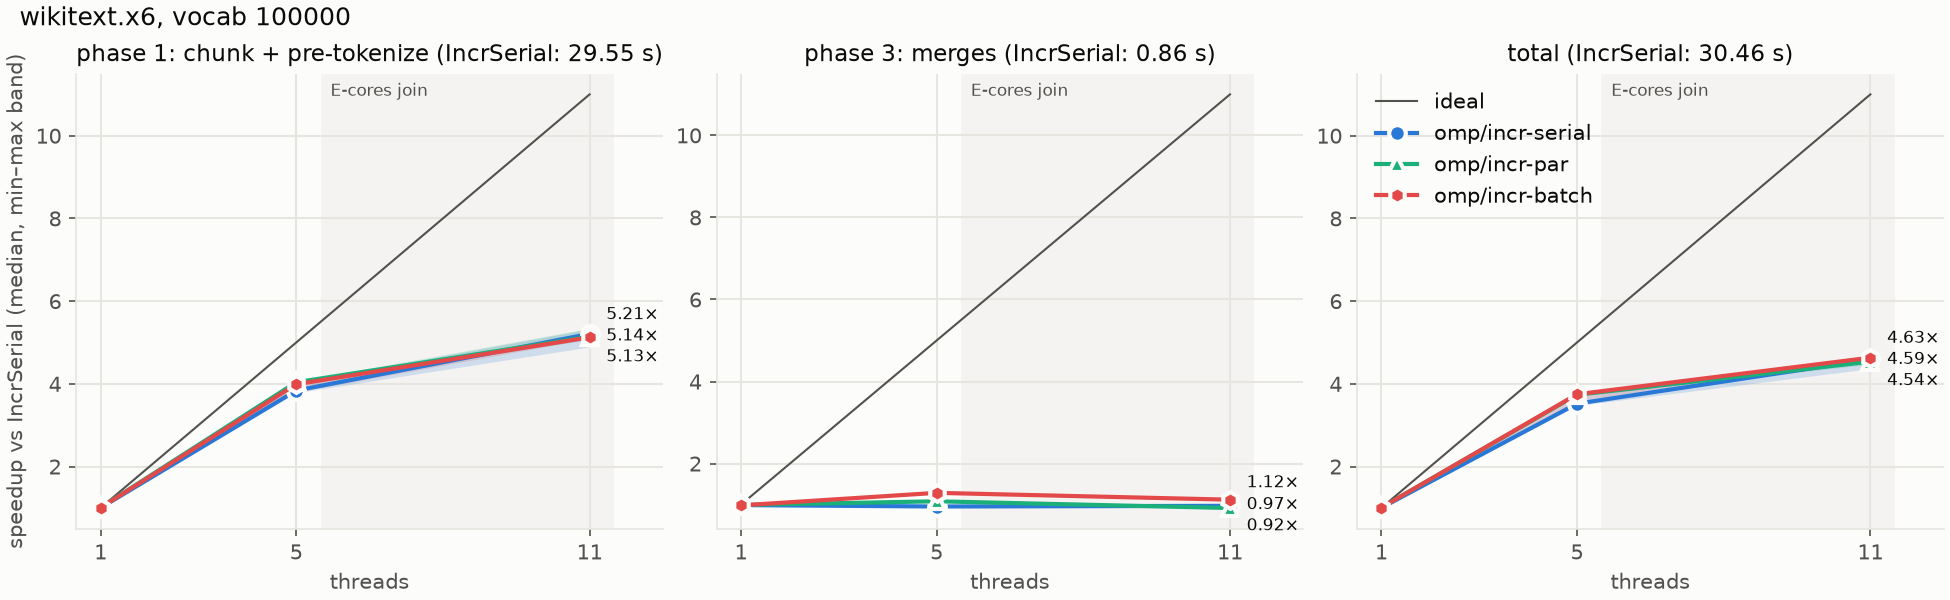 wikitext.x6, vocab 100000
phase 1: chunk + pre-tokenize (IncrSerial: 29.55 s)
speedup vs IncrSerial (median, min–max band)
E-cores join
10
8
6
4
2
5.21×
5.14×
5.13×
1 5 11
threads
phase 3: merges (IncrSerial: 0.86 s)
E-cores join
10
8
6
4
2
1.12×
0.97×
0.92×
1 5 11
threads
total (IncrSerial: 30.46 s)
E-cores join
ideal
omp/incr-serial
omp/incr-par
omp/incr-batch
10
8
6
4
2
4.63×
4.59×
4.54×
1 5 11
threads